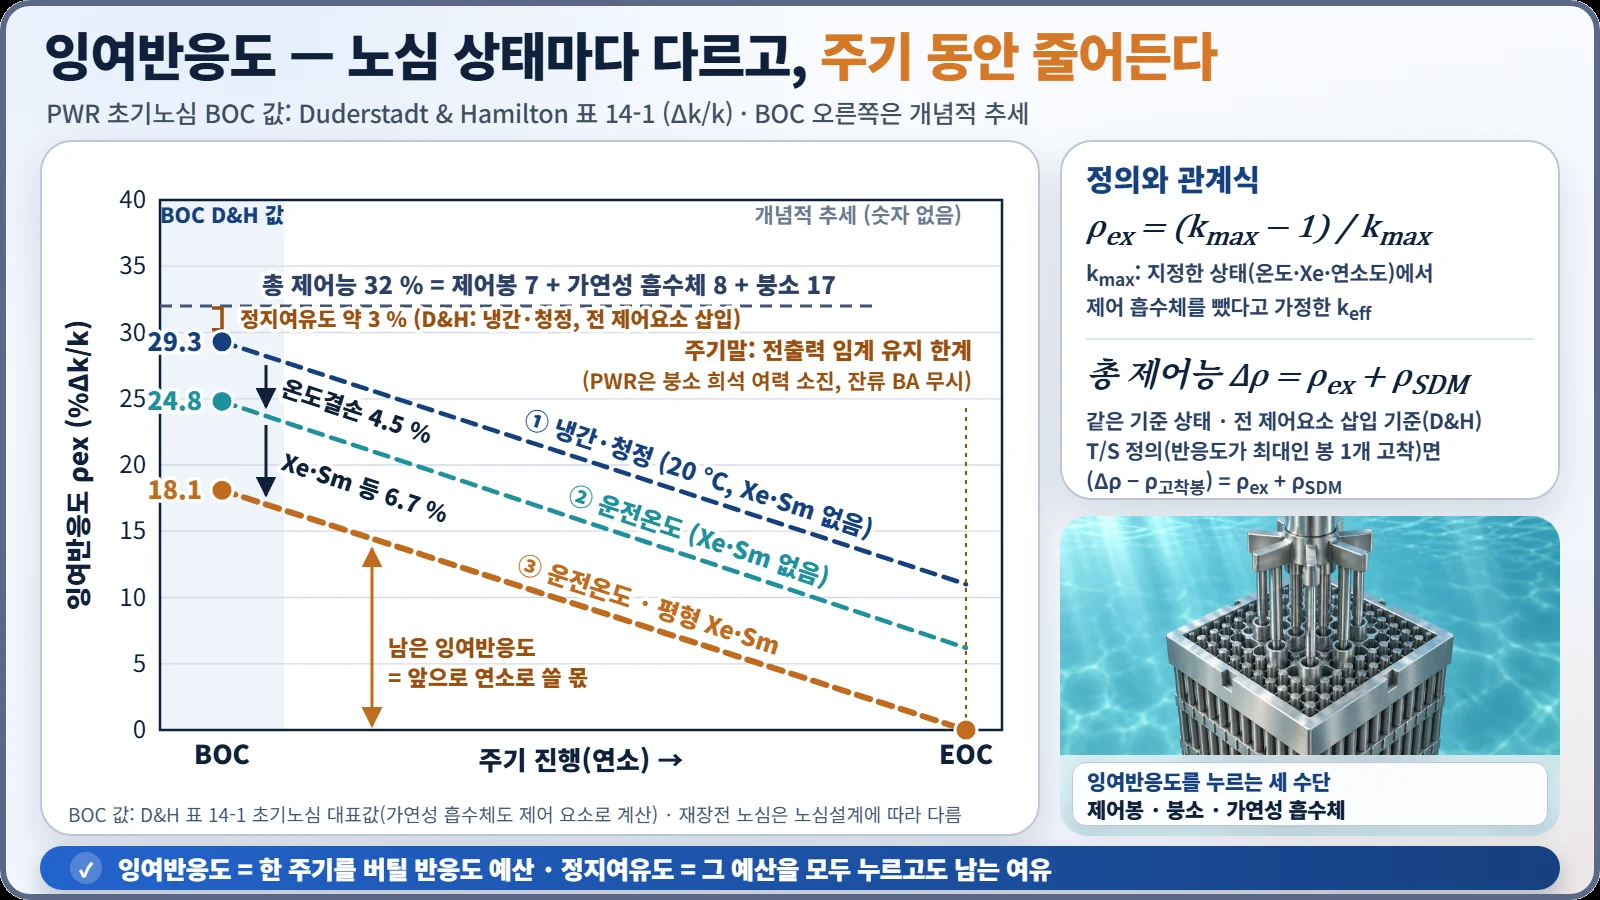 잉여반응도 — 노심 상태마다 다르고, 주기 동안 줄어든다
PWR 초기노심 BOC 값: Duderstadt & Hamilton 표 14-1 (Δk/k) · BOC 오른쪽은 개념적 추세
잉여반응도 ρex (%Δk/k)
40
35
30
25
20
15
10
5
0
BOC D&H 값
개념적 추세 (숫자 없음)
총 제어능 32 % = 제어봉 7 + 가연성 흡수체 8 + 붕소 17
정지여유도 약 3 % (D&H: 냉간·청정, 전 제어요소 삽입)
29.3
24.8
18.1
주기말: 전출력 임계 유지 한계
(PWR은 붕소 희석 여력 소진, 잔류 BA 무시)
온도결손 4.5 %
Xe·Sm 등 6.7 %
① 냉간·청정 (20 °C, Xe·Sm 없음)
② 운전온도 (Xe·Sm 없음)
③ 운전온도 · 평형 Xe·Sm
남은 잉여반응도
= 앞으로 연소로 쓸 몫
BOC
주기 진행(연소) →
EOC
BOC 값: D&H 표 14-1 초기노심 대표값(가연성 흡수체도 제어 요소로 계산) · 재장전 노심은 노심설계에 따라 다름
정의와 관계식
ρex = (kmax − 1) / kmax
kmax: 지정한 상태(온도·Xe·연소도)에서
제어 흡수체를 뺐다고 가정한 keff
총 제어능 Δρ = ρex + ρSDM
같은 기준 상태 · 전 제어요소 삽입 기준(D&H)
T/S 정의(반응도가 최대인 봉 1개 고착)면
(Δρ − ρ고착봉) = ρex + ρSDM
잉여반응도를 누르는 세 수단
제어봉 · 붕소 · 가연성 흡수체
✓ 잉여반응도 = 한 주기를 버틸 반응도 예산 · 정지여유도 = 그 예산을 모두 누르고도 남는 여유